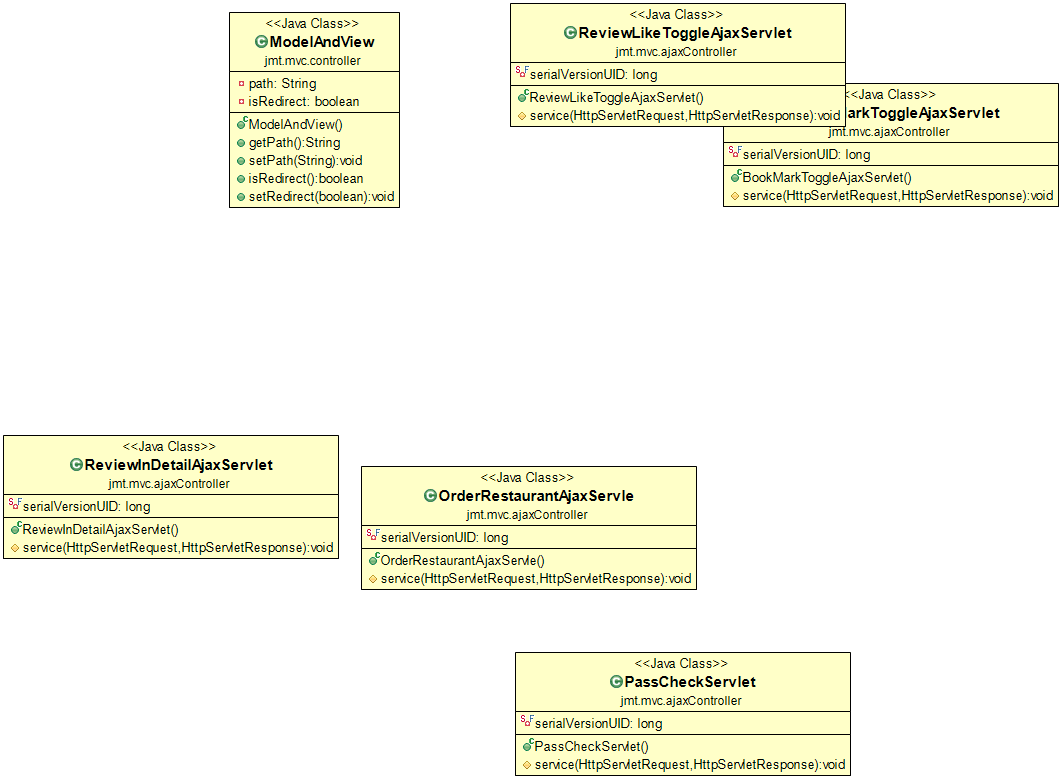 <<Java Class>>
ModelAndView
jmt.mvc.controller
path: String
isRedirect: boolean
ModelAndView()
getPath():String
setPath(String):void
isRedirect():boolean
setRedirect(boolean):void
<<Java Class>>
ReviewLikeToggleAjaxServlet
jmt.mvc.ajaxController
serialVersionUID: long
ReviewLikeToggleAjaxServlet()
service(HttpServletRequest,HttpServletResponse):void
<<Java Class>>
arkToggleAjaxServlet
jmt.mvc.ajaxController
serialVersionUID: long
BookMarkToggleAjaxServlet()
service(HttpServletRequest,HttpServletResponse):void
<<Java Class>>
ReviewInDetailAjaxServlet
jmt.mvc.ajaxController
serialVersionUID: long
ReviewInDetailAjaxServlet()
service(HttpServletRequest,HttpServletResponse):void
<<Java Class>>
OrderRestaurantAjaxServle
jmt.mvc.ajaxController
serialVersionUID: long
OrderRestaurantAjaxServle()
service(HttpServletRequest,HttpServletResponse):void
<<Java Class>>
PassCheckServlet
jmt.mvc.ajaxController
serialVersionUID: long
PassCheckServlet()
service(HttpServletRequest,HttpServletResponse):void